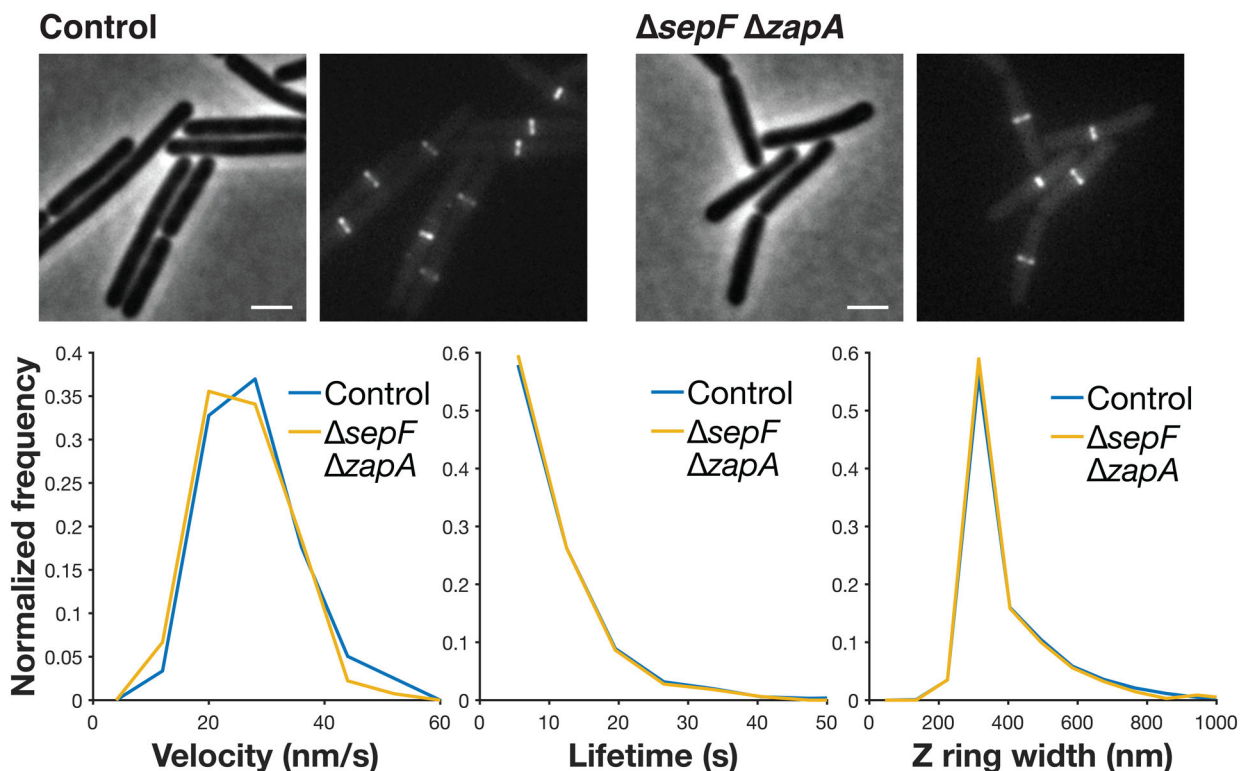 Control
ΔsepF ΔzapA
Normalized frequency
0.4
0.35
0.3
0.25
0.2
0.15
0.1
0.05
0
Control
ΔsepF
ΔzapA
0 20 40 60
Velocity (nm/s)
0.6
0.5
0.4
0.3
0.2
0.1
0
Control
ΔsepF
ΔzapA
0 10 20 30 40 50
Lifetime (s)
0.6
0.5
0.4
0.3
0.2
0.1
0
Control
ΔsepF
ΔzapA
0 200 400 600 800 1000
Z ring width (nm)